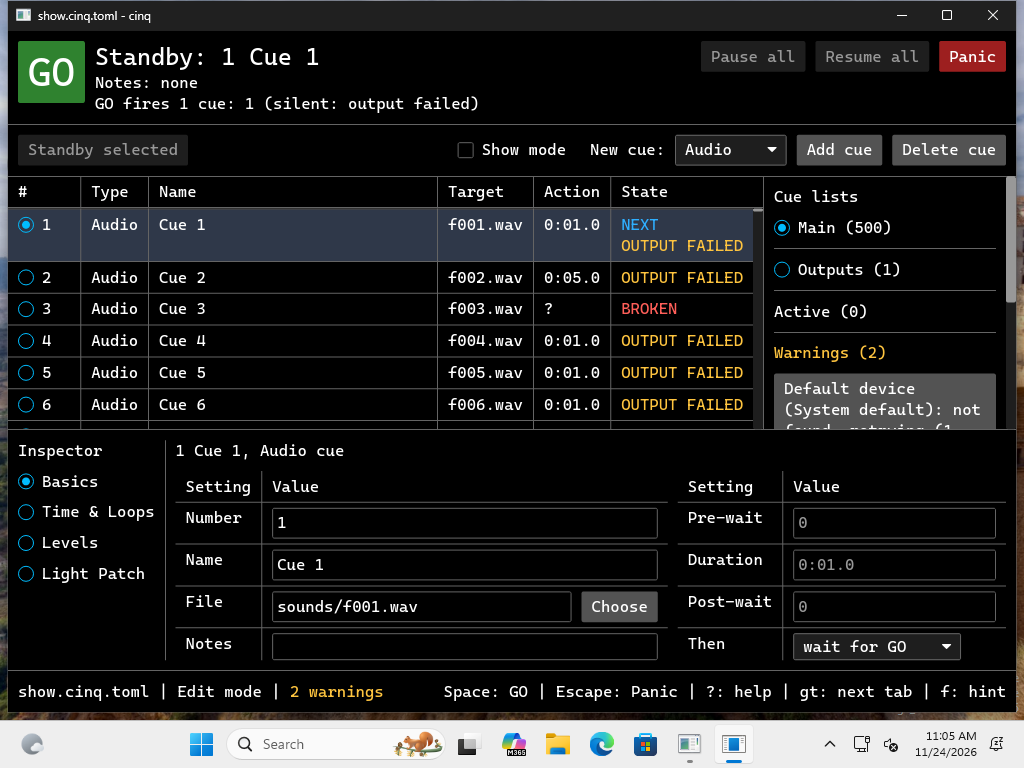 show.cinq.toml - cinq
GO
Standby: 1 Cue 1
Notes: none
GO fires 1 cue: 1 (silent: output failed)
Pause all
Resume all
Panic
Standby selected
Show mode
New cue:
Audio
Add cue
Delete cue
# Type Name Target Action State
1 Audio Cue 1 f001.wav 0:01.0 NEXT
OUTPUT FAILED
2 Audio Cue 2 f002.wav 0:05.0 OUTPUT FAILED
3 Audio Cue 3 f003.wav ? BROKEN
4 Audio Cue 4 f004.wav 0:01.0 OUTPUT FAILED
5 Audio Cue 5 f005.wav 0:01.0 OUTPUT FAILED
6 Audio Cue 6 f006.wav 0:01.0 OUTPUT FAILED
Cue lists
Main (500)
Outputs (1)
Active (0)
Warnings (2)
Default device
(System default): not
Inspector
Basics
Time & Loops
Levels
Light Patch
1 Cue 1, Audio cue
Setting Value
Number 1
Name Cue 1
File sounds/f001.wav Choose
Notes
Setting Value
Pre-wait 0
Duration 0:01.0
Post-wait 0
Then wait for GO
show.cinq.toml | Edit mode | 2 warnings
Space: GO | Escape: Panic | ?: help | gt: next tab | f: hint
Search
M365
11:05 AM
11/24/2026